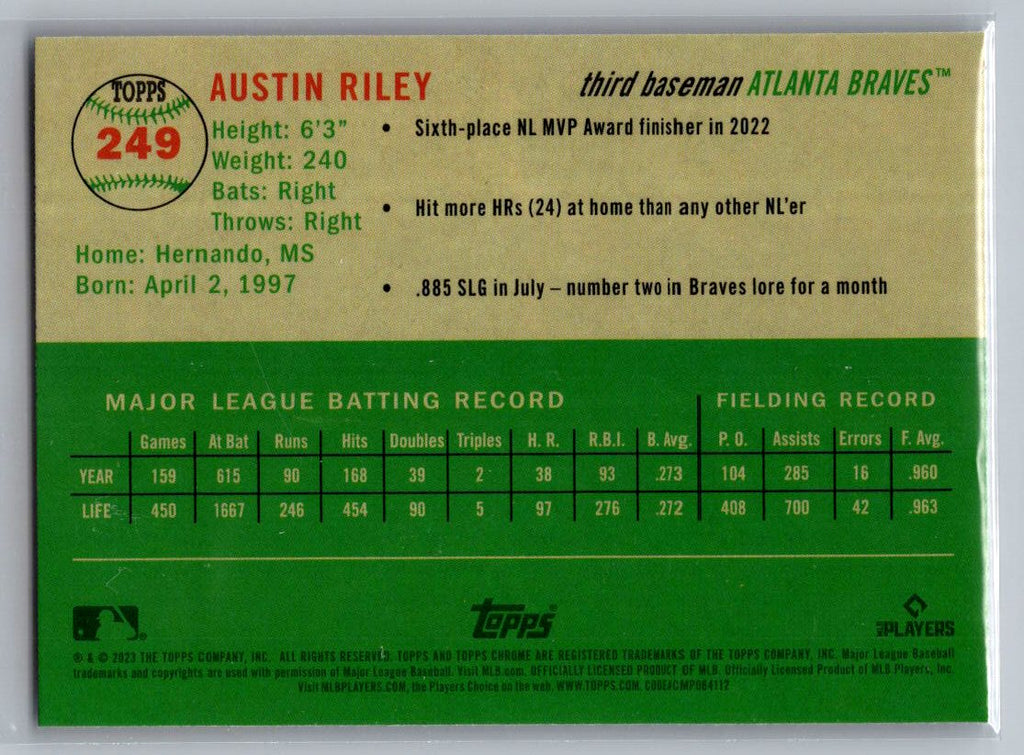 TOPPS
249
AUSTIN RILEY
third baseman ATLANTA BRAVES™
Height: 6'3"
Weight: 240
Bats: Right
Throws: Right
Home: Hernando, MS
Born: April 2, 1997
• Sixth-place NL MVP Award finisher in 2022
• Hit more HRs (24) at home than any other NL'er
• .885 SLG in July – number two in Braves lore for a month
MAJOR LEAGUE BATTING RECORD FIELDING RECORD
Games At Bat Runs Hits Doubles Triples H. R. R.B.I. B. Avg. P. O. Assists Errors F. Avg.
YEAR 159 615 90 168 39 2 38 93 .273 104 285 16 .960
LIFE 450 1667 246 454 90 5 97 276 .272 408 700 42 .963
Topps®
MLB PLAYERS
® & © 2023 THE TOPPS COMPANY, INC. ALL RIGHTS RESERVED. TOPPS AND TOPPS CHROME ARE REGISTERED TRADEMARKS OF THE TOPPS COMPANY, INC. Major League Baseball
trademarks and copyrights are used with permission of Major League Baseball. Visit MLB.com. OFFICIALLY LICENSED PRODUCT OF MLB. Officially Licensed Product of MLB Players, Inc.
Visit MLBPLAYERS.COM, the Players Choice on the web. WWW.TOPPS.COM. CODE#CMP084112